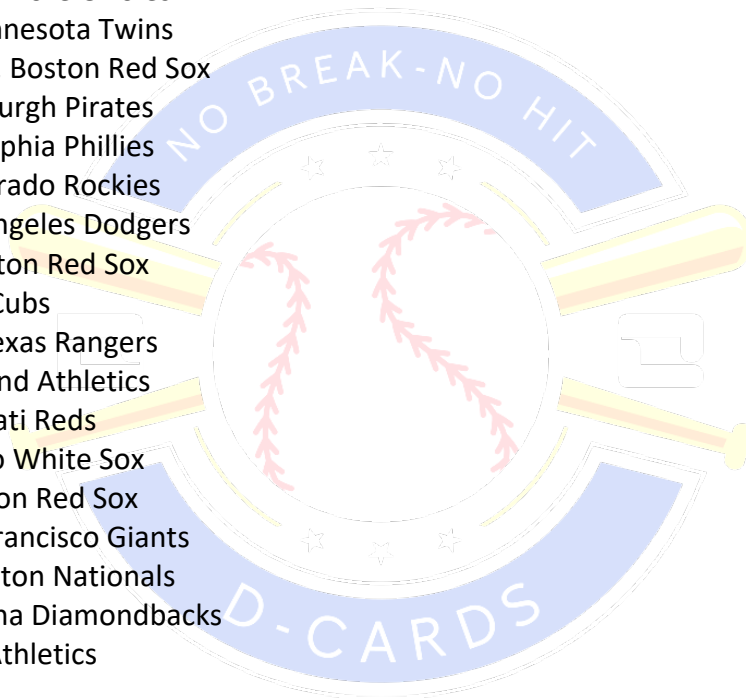 nnesota Twins
Boston Red Sox
urgh Pirates
phia Phillies
rado Rockies
ngeles Dodgers
ton Red Sox
Cubs
exas Rangers
nd Athletics
ati Reds
o White Sox
on Red Sox
rancisco Giants
ton Nationals
na Diamondbacks
Athletics
NO BREAK-NO HIT
D-CARDS